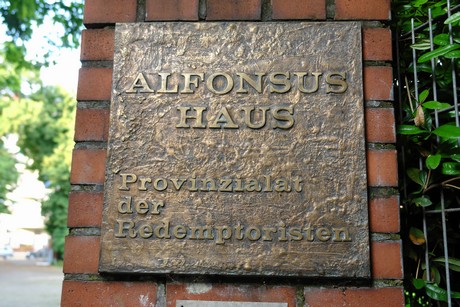 ALFONSUS
HAUS
Provinzialat
der
Redemptoristen